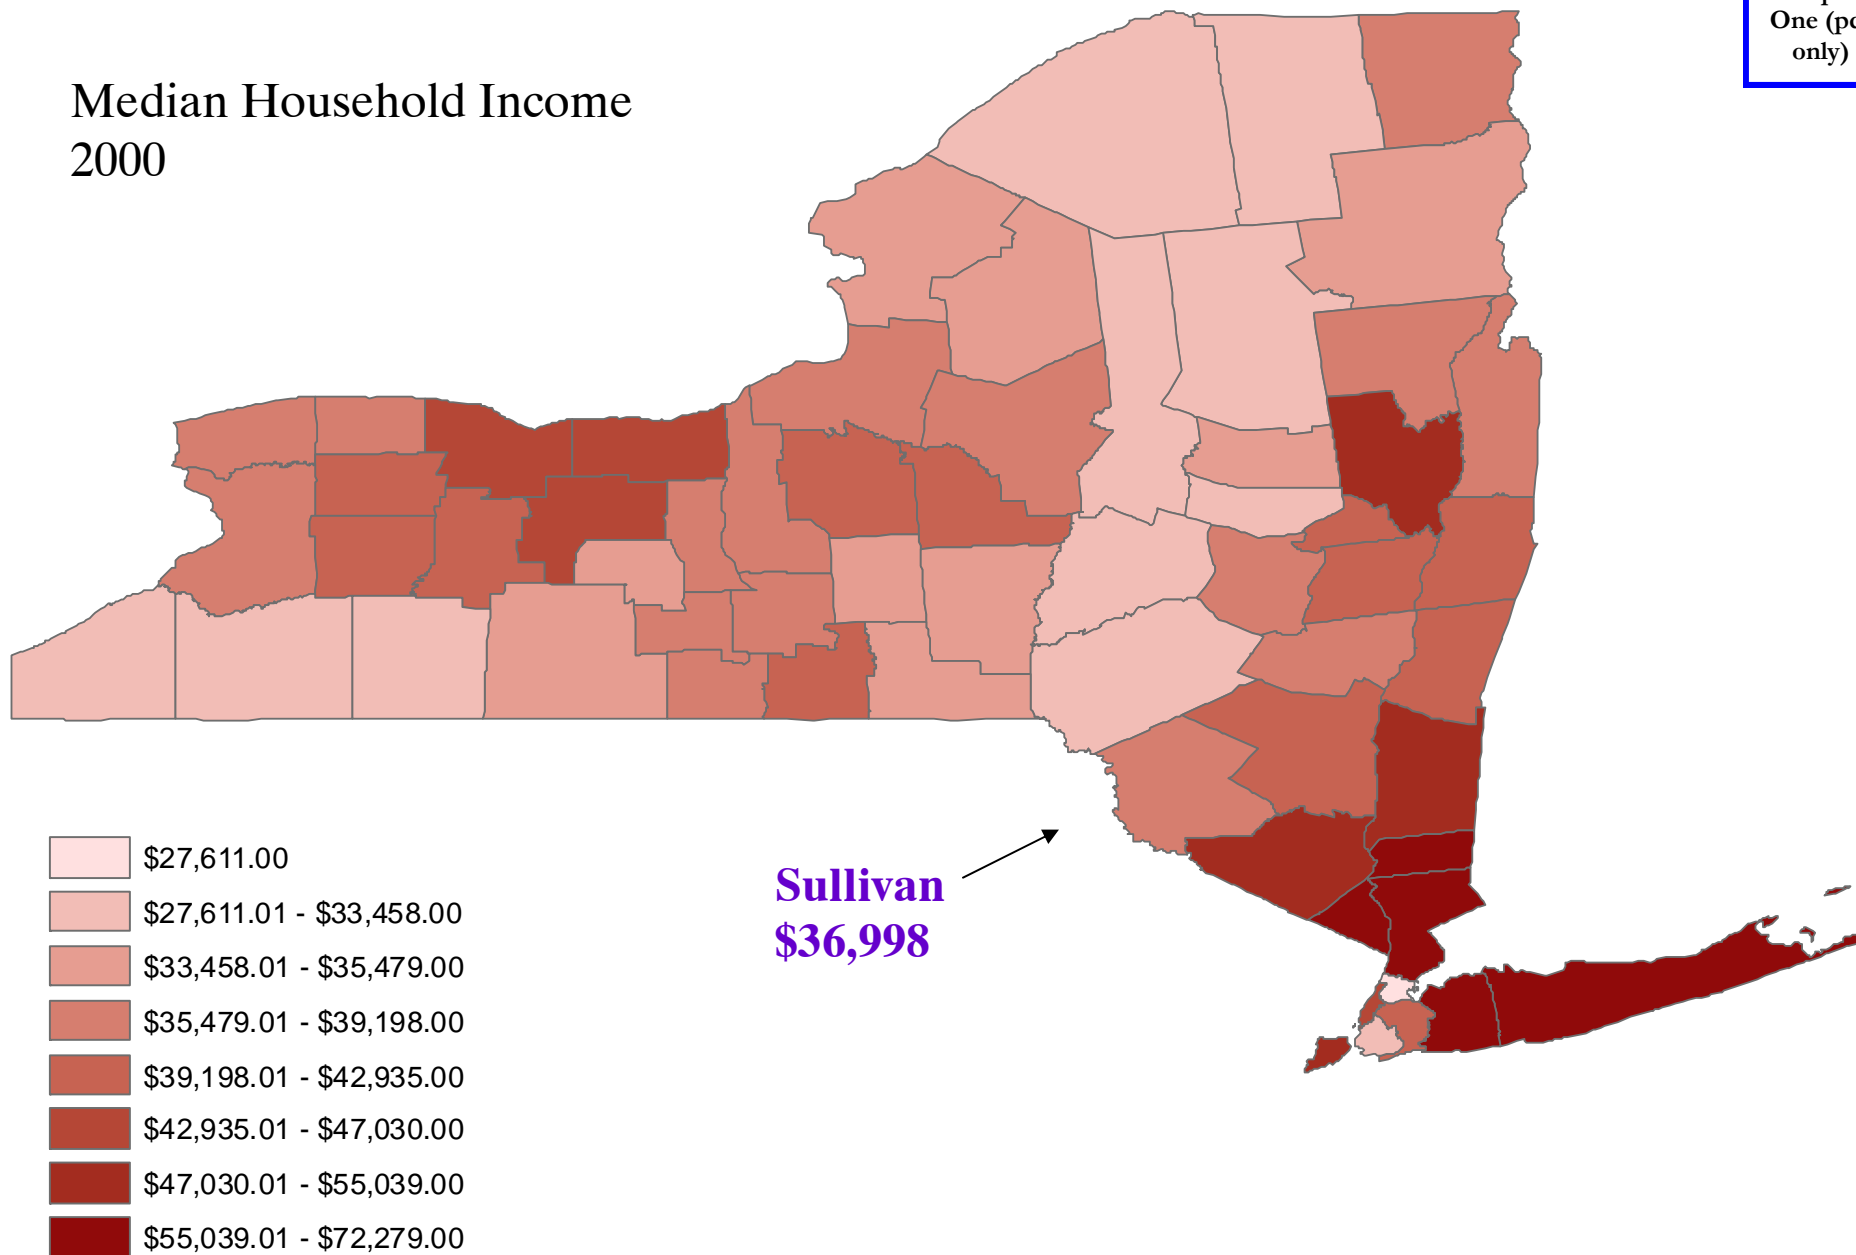 Median Household Income
2000
One (po
only)
Sullivan
$36,998
$27,611.00
$27,611.01 - $33,458.00
$33,458.01 - $35,479.00
$35,479.01 - $39,198.00
$39,198.01 - $42,935.00
$42,935.01 - $47,030.00
$47,030.01 - $55,039.00
$55,039.01 - $72,279.00